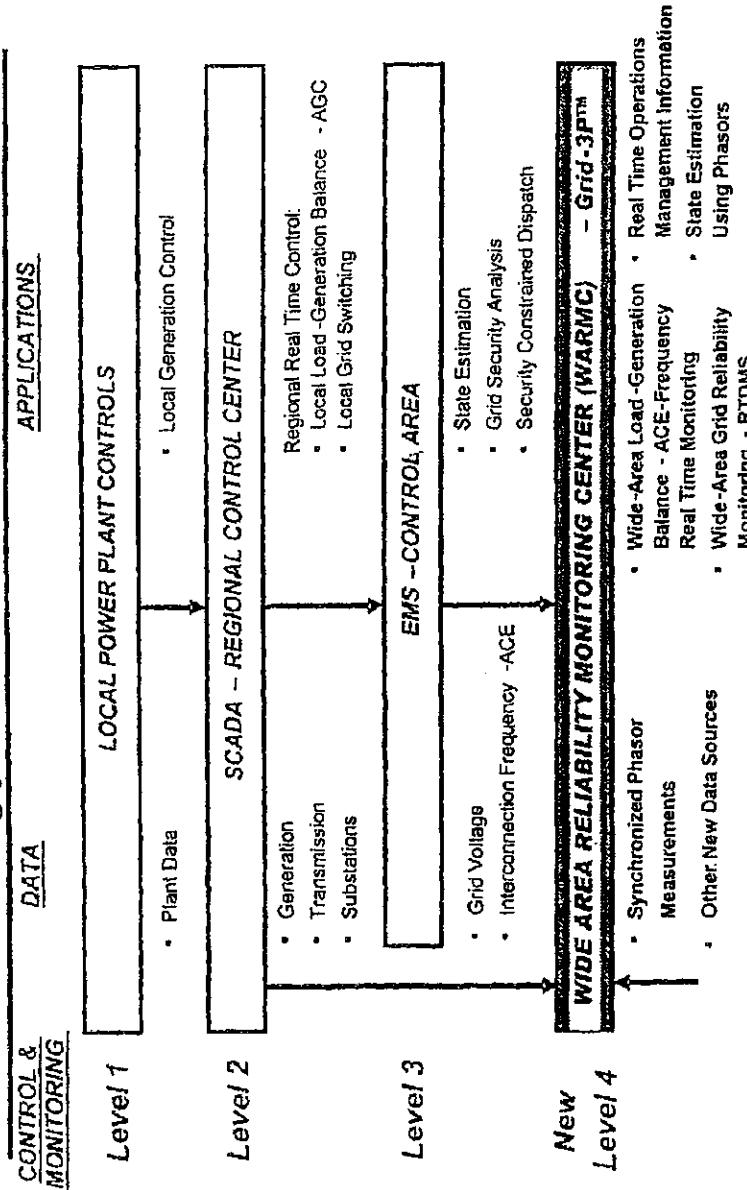 CONTROL &
MONITORING
DATA
APPLICATIONS
Level 1
LOCAL POWER PLANT CONTROLS
• Plant Data
• Local Generation Control
Level 2
SCADA – REGIONAL CONTROL CENTER
• Generation
• Transmission
• Substations
Regional Real Time Control:
• Local Load -Generation Balance - AGC
• Local Grid Switching
Level 3
EMS –CONTROL AREA
• Grid Voltage
• Interconnection Frequency -ACE
• State Estimation
• Grid Security Analysis
• Security Constrained Dispatch
New
Level 4
WIDE AREA RELIABILITY MONITORING CENTER (WARMC) – Grid-3P™
• Synchronized Phasor
Measurements
• Other New Data Sources
• Wide-Area Load -Generation
Balance - ACE-Frequency
Real Time Monitoring
• Wide-Area Grid Reliability
Monitoring - RTDMS
• Real Time Operations
Management Information
• State Estimation
Using Phasors